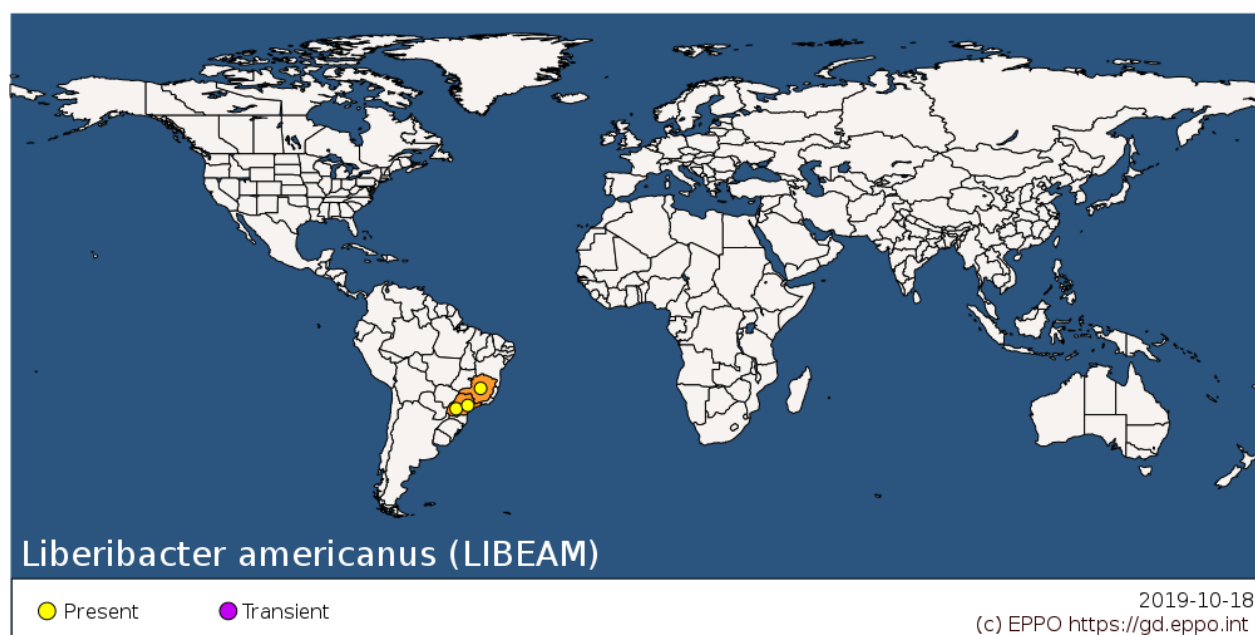 Liberibacter americanus (LIBEAM)
Present
Transient
2019-10-18
(c) EPPO https://gd.eppo.int